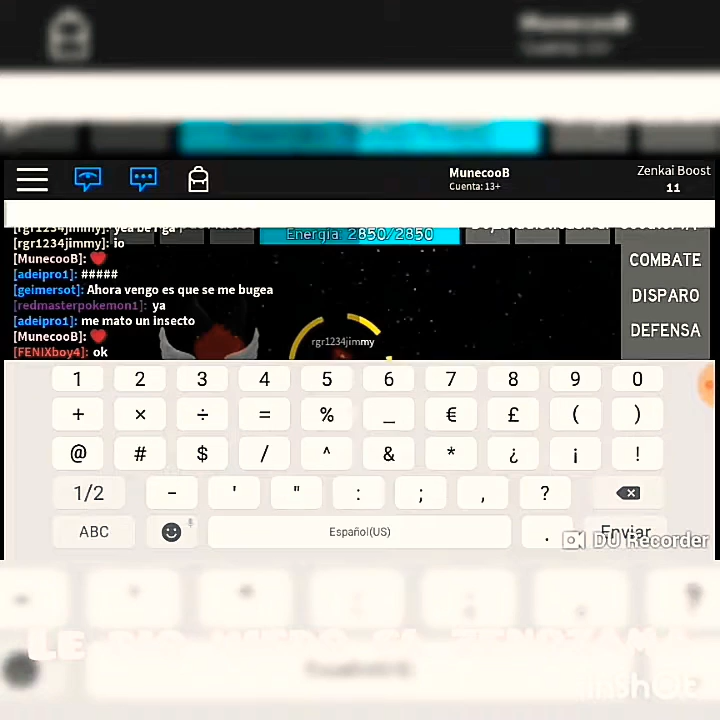 MunecooB
Cuenta: 13+
Zenkai Boost
11
Energia: 2850/2850
[rgr1234jimmy]: io
[MunecooB]: ❤
[adeipro1]: #####
[geimersot]: Ahora vengo es que se me bugea
[redmasterpokemon1]: ya
[adeipro1]: me mato un insecto
[MunecooB]: ❤
[FENIXboy4]: ok
rgr1234jimmy
COMBATE
DISPARO
DEFENSA
1 2 3 4 5 6 7 8 9 0
+ × ÷ = % _ € £ ( )
@ # $ / ^ & * ¿ ¡ !
1/2 - ' " : ; , ?
ABC Español(US) . Enviar
DU Recorder